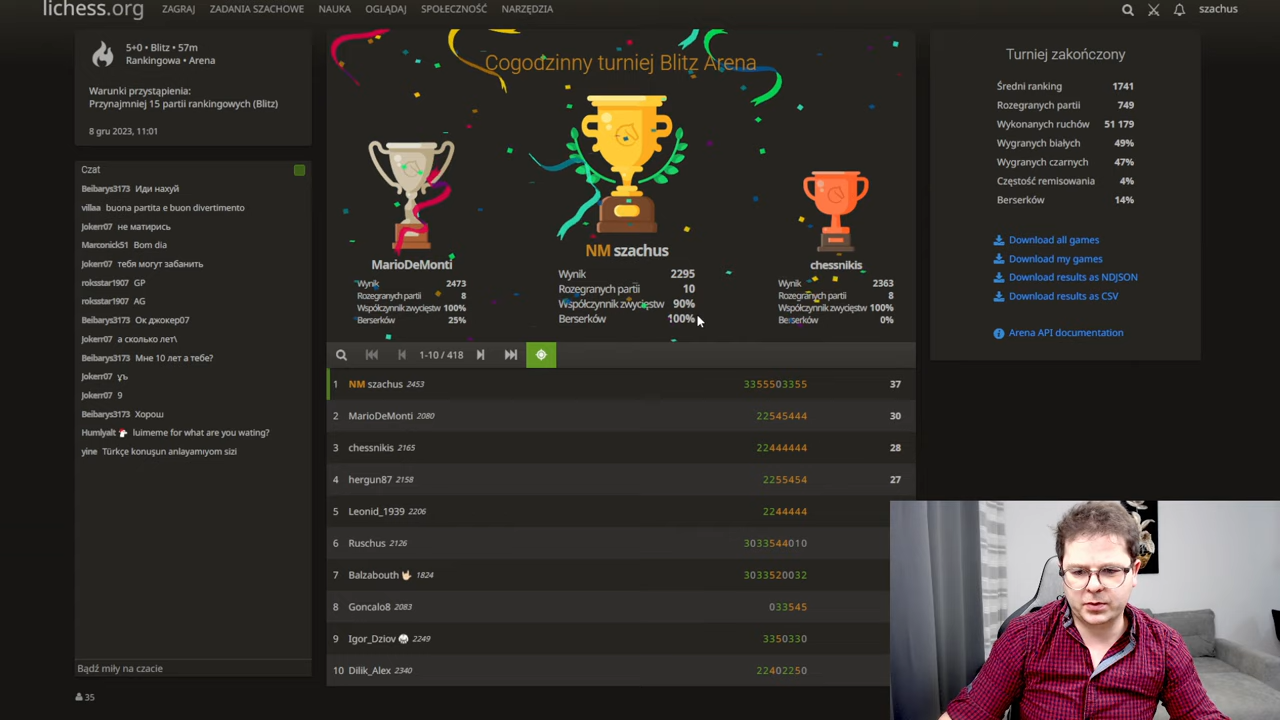 lichess.org ZAGRAJ ZADANIA SZACHOWE NAUKA OGLĄDAJ SPOŁECZNOŚĆ NARZĘDZIA szachus
5+0 • Blitz • 57m
Rankingowa • Arena
Warunki przystąpienia:
Przynajmniej 15 partii rankingowych (Blitz)
8 gru 2023, 11:01
Czat
Beibarys3173 Иди нахуй
villaa buona partita e buon divertimento
Jokerr07 не матирись
Marconick51 Bom dia
Jokerr07 тебя могут забанить
roksstar1907 GP
roksstar1907 AG
Beibarys3173 Ок джокер07
Jokerr07 а сколько лет\
Beibarys3173 Мне 10 лет а тебе?
Jokerr07 ұъ
Jokerr07 9
Beibarys3173 Хорош
Humlyalt luimeme for what are you wating?
yine Türkçe konuşun anlayamıyom sizi
Bądź miły na czacie
35
Cogodzinny turniej Blitz Arena
MarioDeMonti
Wynik 2473
Rozegranych partii 8
Współczynnik zwycięstw 100%
Berserków 25%
NM szachus
Wynik 2295
Rozegranych partii 10
Współczynnik zwycięstw 90%
Berserków 100%
chessnikis
Wynik 2363
Rozegranych partii 8
Współczynnik zwycięstw 100%
Berserków 0%
1-10 / 418
1 NM szachus 2453 3355503355 37
2 MarioDeMonti 2080 22545444 30
3 chessnikis 2165 22444444 28
4 hergun87 2158 2255454 27
5 Leonid_1939 2206 2244444
6 Ruschus 2126 3033544010
7 Balzabouth 1824 3033520032
8 Goncalo8 2083 033545
9 Igor_Dziov 2249 3350330
10 Dilik_Alex 2340 22402250
Turniej zakończony
Średni ranking 1741
Rozegranych partii 749
Wykonanych ruchów 51 179
Wygranych białych 49%
Wygranych czarnych 47%
Częstość remisowania 4%
Berserków 14%
Download all games
Download my games
Download results as NDJSON
Download results as CSV
Arena API documentation